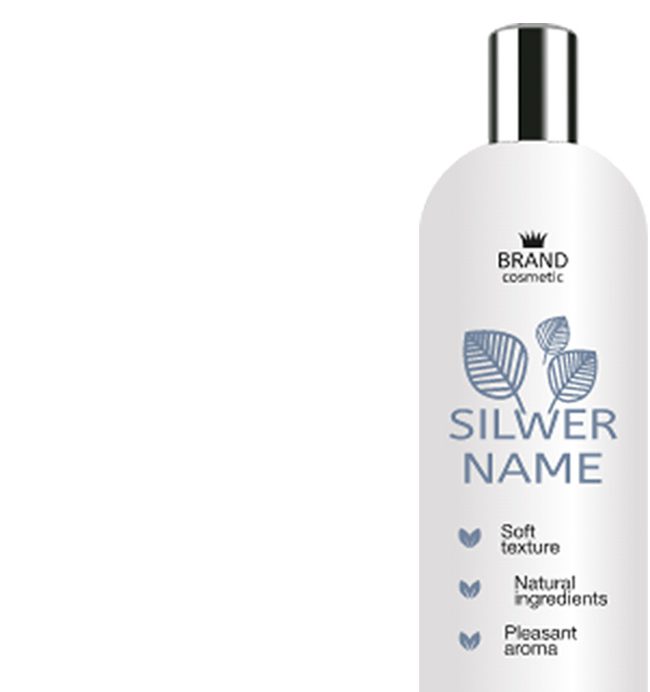 BRAND
cosmetic
SILWER
NAME
Soft
texture
Natural
ingredients
Pleasant
aroma